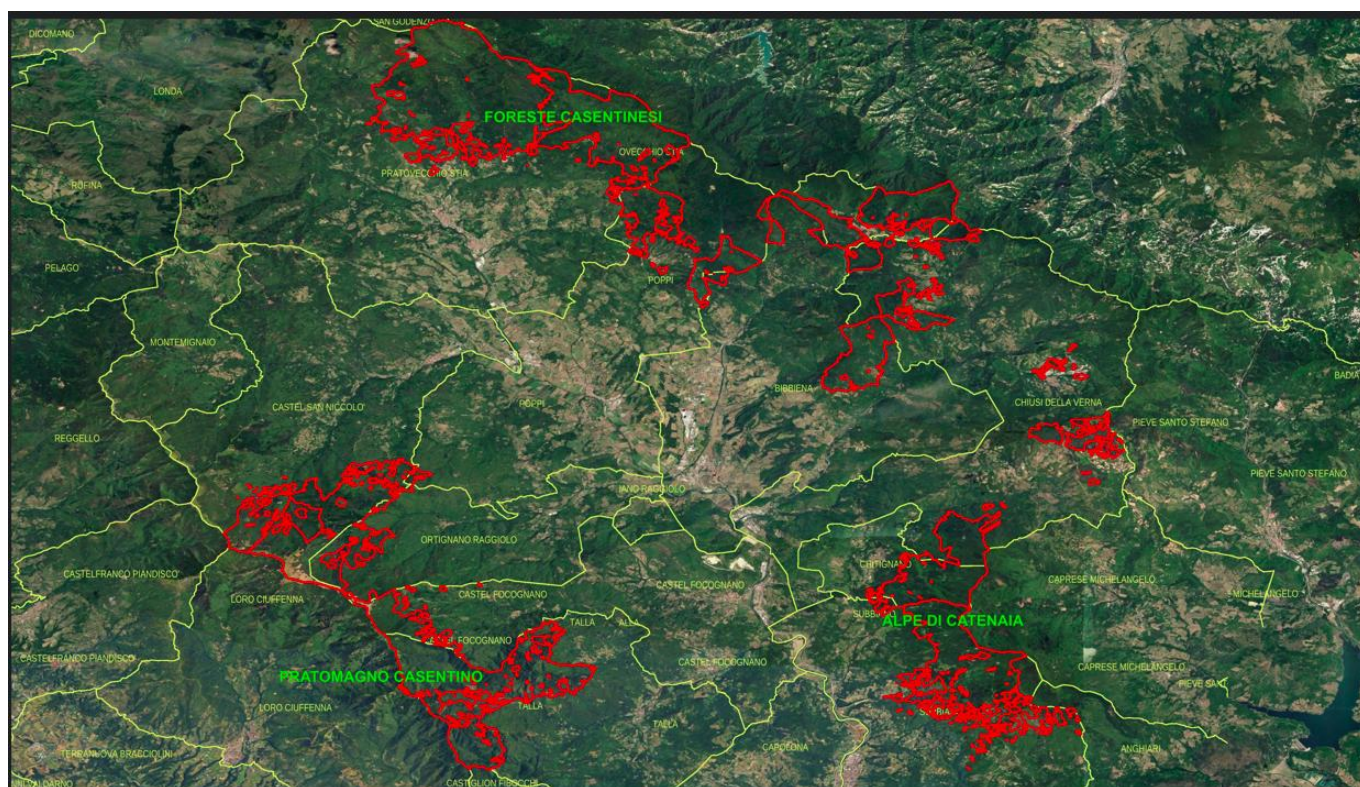 SAN GODENZO
DICOMANO
LONDA
FORESTE CASENTINESI
OVECCHIO STIA
PRATOVECCHIO STIA
RUFINA
PELAGO
POPPI
MONTEMIGNAIO
BADIA
BIBBIENA
CHIUSI DELLA VERNA
CASTEL SAN NICCOLO
POPPI
PIEVE SANTO STEFANO
REGGELLO
PIEVE SANTO STEFANO
ORTIGNANO RAGGIOLO
CASTELFRANCO PIANDISCO
CAPRESE MICHELANGELO
CASTEL FOCOGNANO
CASTEL FOCOGNANO
MICHELANGELO
LORO CIUFFENNA
ALPE DI CATENAIA
TALLA
CASTELFRANCO PIANDISCO
CASTEL FOCOGNANO
CAPRESE MICHELANGELO
PRATOMAGNO CASENTINO
PIEVE SANT
LORO CIUFFENNA
TALLA
TALLA
CAPOLONA
ANGHIARI
TERRANUOVA BRACCIOLINI
CASTIGLION FIBOCCHI